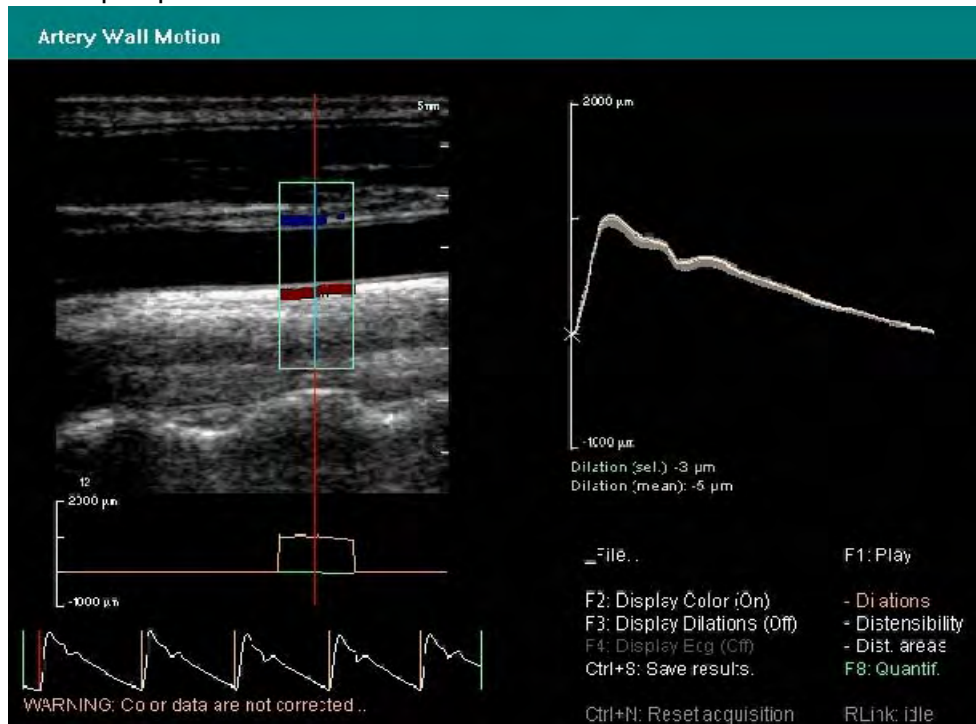 Artery Wall Motion
5mm
2000 µm
-1000 µm
Dilation (sel.) -3 µm
Dilation (mean): -5 µm
12
2000 µm
-1000 µm
File..
F1: Play
F2: Display Color (On)
- Dilations
F3: Display Dilations (Off)
- Distensibility
F4: Display Ecg (Off)
- Dist. areas
Ctrl+S: Save results.
F8: Quantif.
WARNING: Color data are not corrected..
Ctrl+N: Reset acquisition
RLink: idle